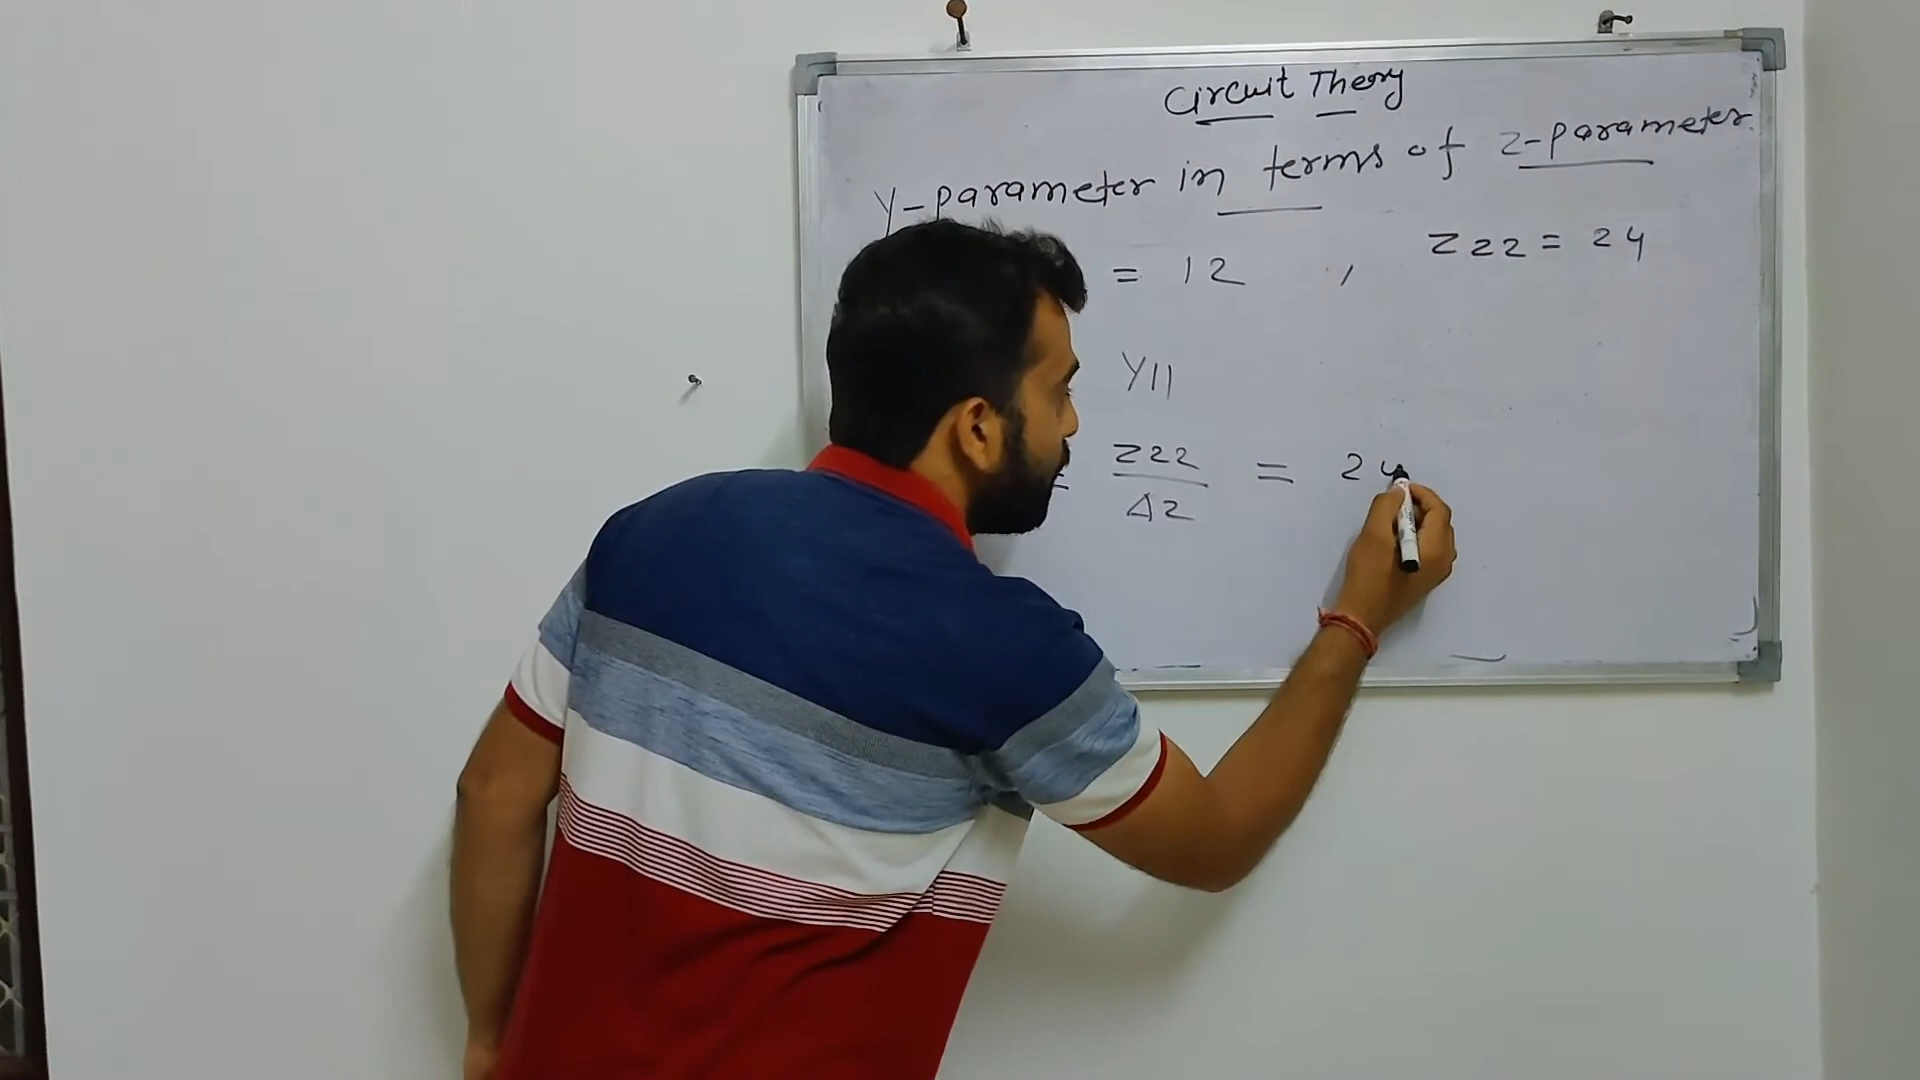 Circuit Theory
Y-parameter in terms of Z-parameter
= 12 , Z22 = 24
Y11
= Z22 / ΔZ = 24